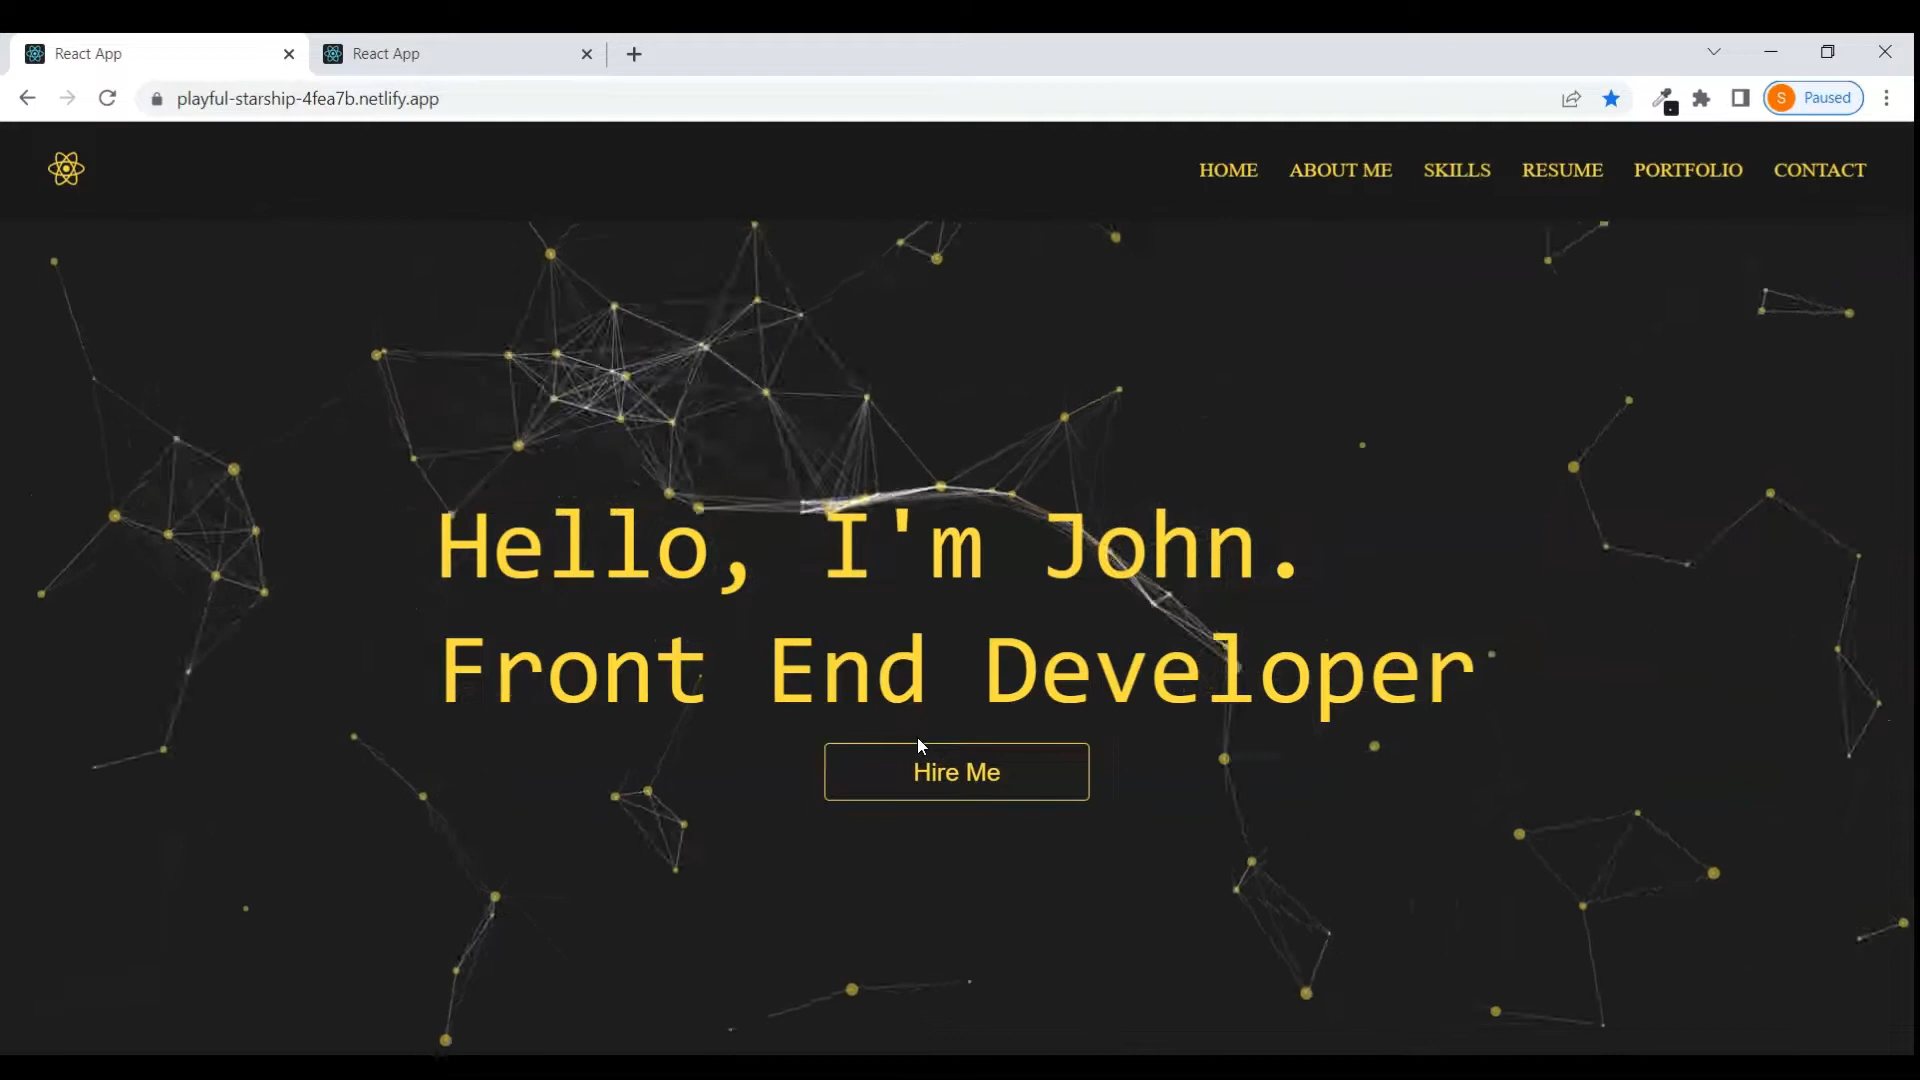 React App
React App
playful-starship-4fea7b.netlify.app
S Paused
HOME ABOUT ME SKILLS RESUME PORTFOLIO CONTACT
Hello, I'm John.
Front End Developer
Hire Me